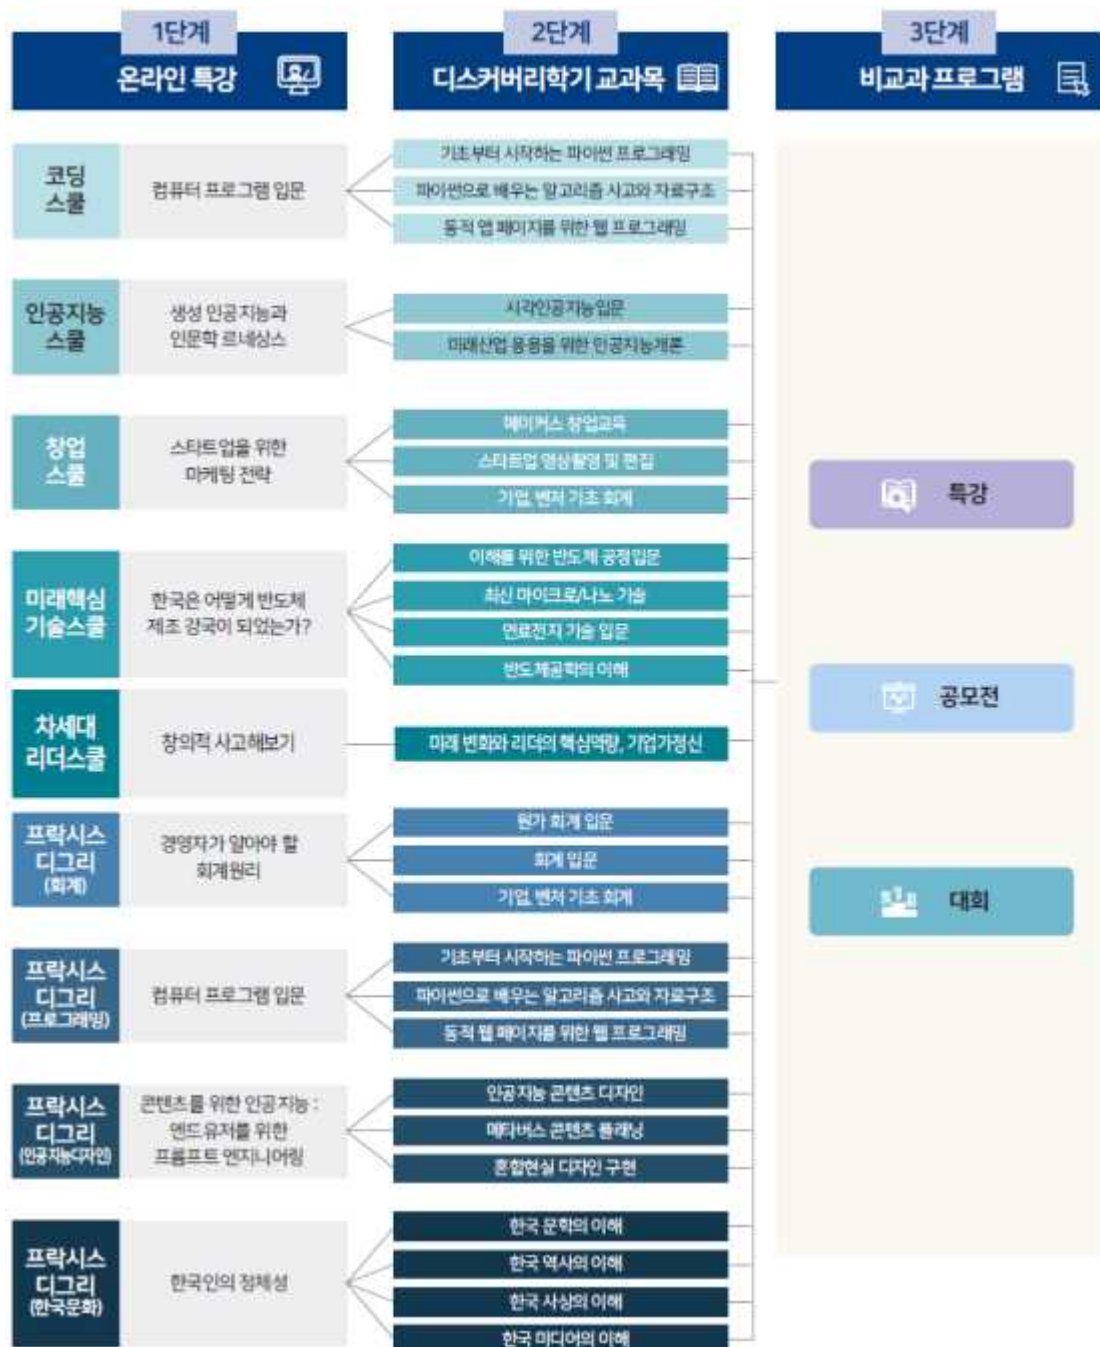 1단계
온라인 특강
2단계
디스커버리학기 교과목
3단계
비교과 프로그램
코딩
스쿨
컴퓨터 프로그램 입문
기초부터 시작하는 파이썬 프로그래밍
파이썬으로 배우는 알고리즘 사고와 자료구조
동적 앱 페이지를 위한 웹 프로그래밍
인공지능
스쿨
생성 인공지능과
인문학 르네상스
시각인공지능입문
미래산업 응용을 위한 인공지능개론
창업
스쿨
스타트업을 위한
마케팅 전략
메이커스 창업교육
스타트업 영상촬영 및 편집
기업, 벤처 기초 회계
미래핵심
기술스쿨
한국은 어떻게 반도체
제조 강국이 되었는가?
이해를 위한 반도체 공정입문
최신 마이크로/나노 기술
연료전지 기술 입문
반도체공학의 이해
차세대
리더스쿨
창의적 사고해보기
미래 변화와 리더의 핵심역량, 기업가정신
프락시스
디그리
(회계)
경영자가 알아야 할
회계원리
원가 회계 입문
회계 입문
기업, 벤처 기초 회계
프락시스
디그리
(프로그래밍)
컴퓨터 프로그램 입문
기초부터 시작하는 파이썬 프로그래밍
파이썬으로 배우는 알고리즘 사고와 자료구조
동적 웹 페이지를 위한 웹 프로그래밍
프락시스
디그리
(인공지능디자인)
콘텐츠를 위한 인공지능 :
엔드유저를 위한
프롬프트 엔지니어링
인공지능 콘텐츠 디자인
메타버스 콘텐츠 플래닝
혼합현실 디자인 구현
프락시스
디그리
(한국문화)
한국인의 정체성
한국 문학의 이해
한국 역사의 이해
한국 사상의 이해
한국 미디어의 이해
특강
공모전
대회